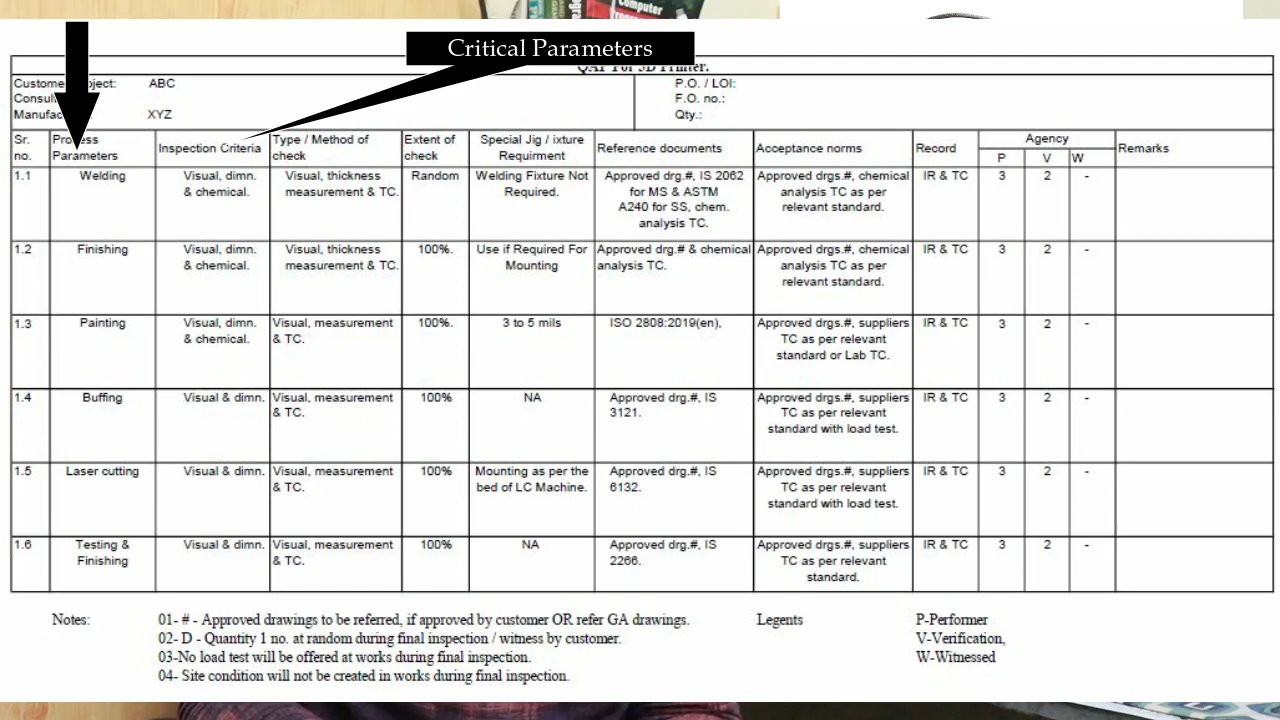 Computer
Critical Parameters
QAP For 3D Printer.
ABC
P.O. / LOI:
F.O. no.:
XYZ
Qty.:
Sr. no.
Process Parameters
Inspection Criteria
Type / Method of check
Extent of check
Special Jig / ixture Requirment
Reference documents
Acceptance norms
Record
Agency
P V W
Remarks
1.1 Welding Visual, dimn. & chemical. Visual, thickness measurement & TC. Random Welding Fixture Not Required. Approved drg.#, IS 2062 for MS & ASTM A240 for SS, chem. analysis TC. Approved drgs.#, chemical analysis TC as per relevant standard. IR & TC 3 2 -
1.2 Finishing Visual, dimn. & chemical. Visual, thickness measurement & TC. 100%. Use if Required For Mounting Approved drg.# & chemical analysis TC. Approved drgs.#, chemical analysis TC as per relevant standard. IR & TC 3 2 -
1.3 Painting Visual, dimn. & chemical. Visual, measurement & TC. 100%. 3 to 5 mils ISO 2808:2019(en), Approved drgs.#, suppliers TC as per relevant standard or Lab TC. IR & TC 3 2 -
1.4 Buffing Visual & dimn. Visual, measurement & TC. 100% NA Approved drg.#, IS 3121. Approved drgs.#, suppliers TC as per relevant standard with load test. IR & TC 3 2 -
1.5 Laser cutting Visual & dimn. Visual, measurement & TC. 100% Mounting as per the bed of LC Machine. Approved drg.#, IS 6132. Approved drgs.#, suppliers TC as per relevant standard with load test. IR & TC 3 2 -
1.6 Testing & Finishing Visual & dimn. Visual, measurement & TC. 100% NA Approved drg.#, IS 2266. Approved drgs.#, suppliers TC as per relevant standard. IR & TC 3 2 -
Notes: 01- # - Approved drawings to be referred, if approved by customer OR refer GA drawings. Legents P-Performer
02- D - Quantity 1 no. at random during final inspection / witness by customer. V-Verification,
03-No load test will be offered at works during final inspection. W-Witnessed
04- Site condition will not be created in works during final inspection.